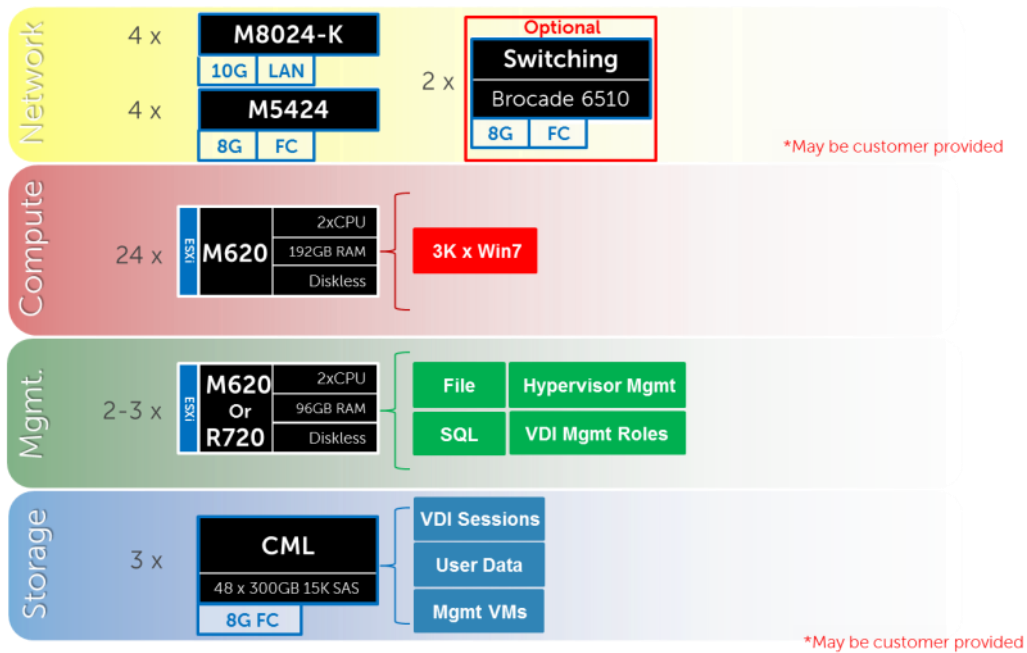 Network
4 x
M8024-K
10G LAN
4 x
M5424
8G FC
2 x
Optional
Switching
Brocade 6510
8G FC
*May be customer provided
Compute
24 x
ESXi
M620
2xCPU
192GB RAM
Diskless
3K x Win7
Mgmt.
2-3 x
ESXi
M620
Or
R720
2xCPU
96GB RAM
Diskless
File
Hypervisor Mgmt
SQL
VDI Mgmt Roles
Storage
3 x
CML
48 x 300GB 15K SAS
8G FC
VDI Sessions
User Data
Mgmt VMs
*May be customer provided